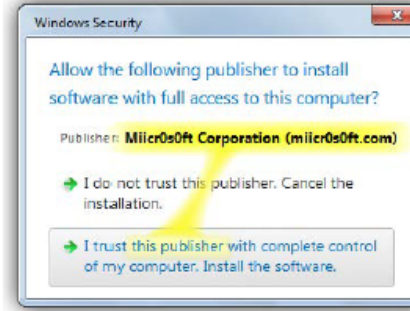 Windows Security
Allow the following publisher to install
software with full access to this computer?
Publisher: Miicr0s0ft Corporation (miicr0s0ft.com)
I do not trust this publisher. Cancel the
installation.
I trust this publisher with complete control
of my computer. Install the software.